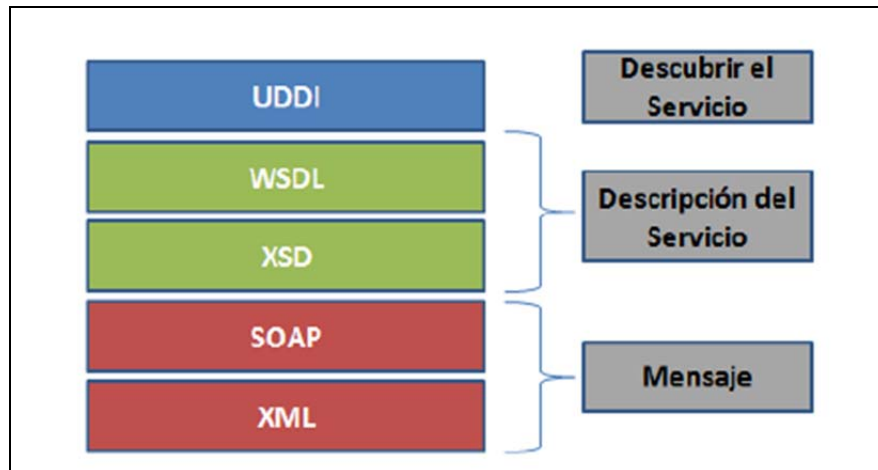 UDDI
Descubrir el
Servicio
WSDL
XSD
Descripción del
Servicio
SOAP
XML
Mensaje